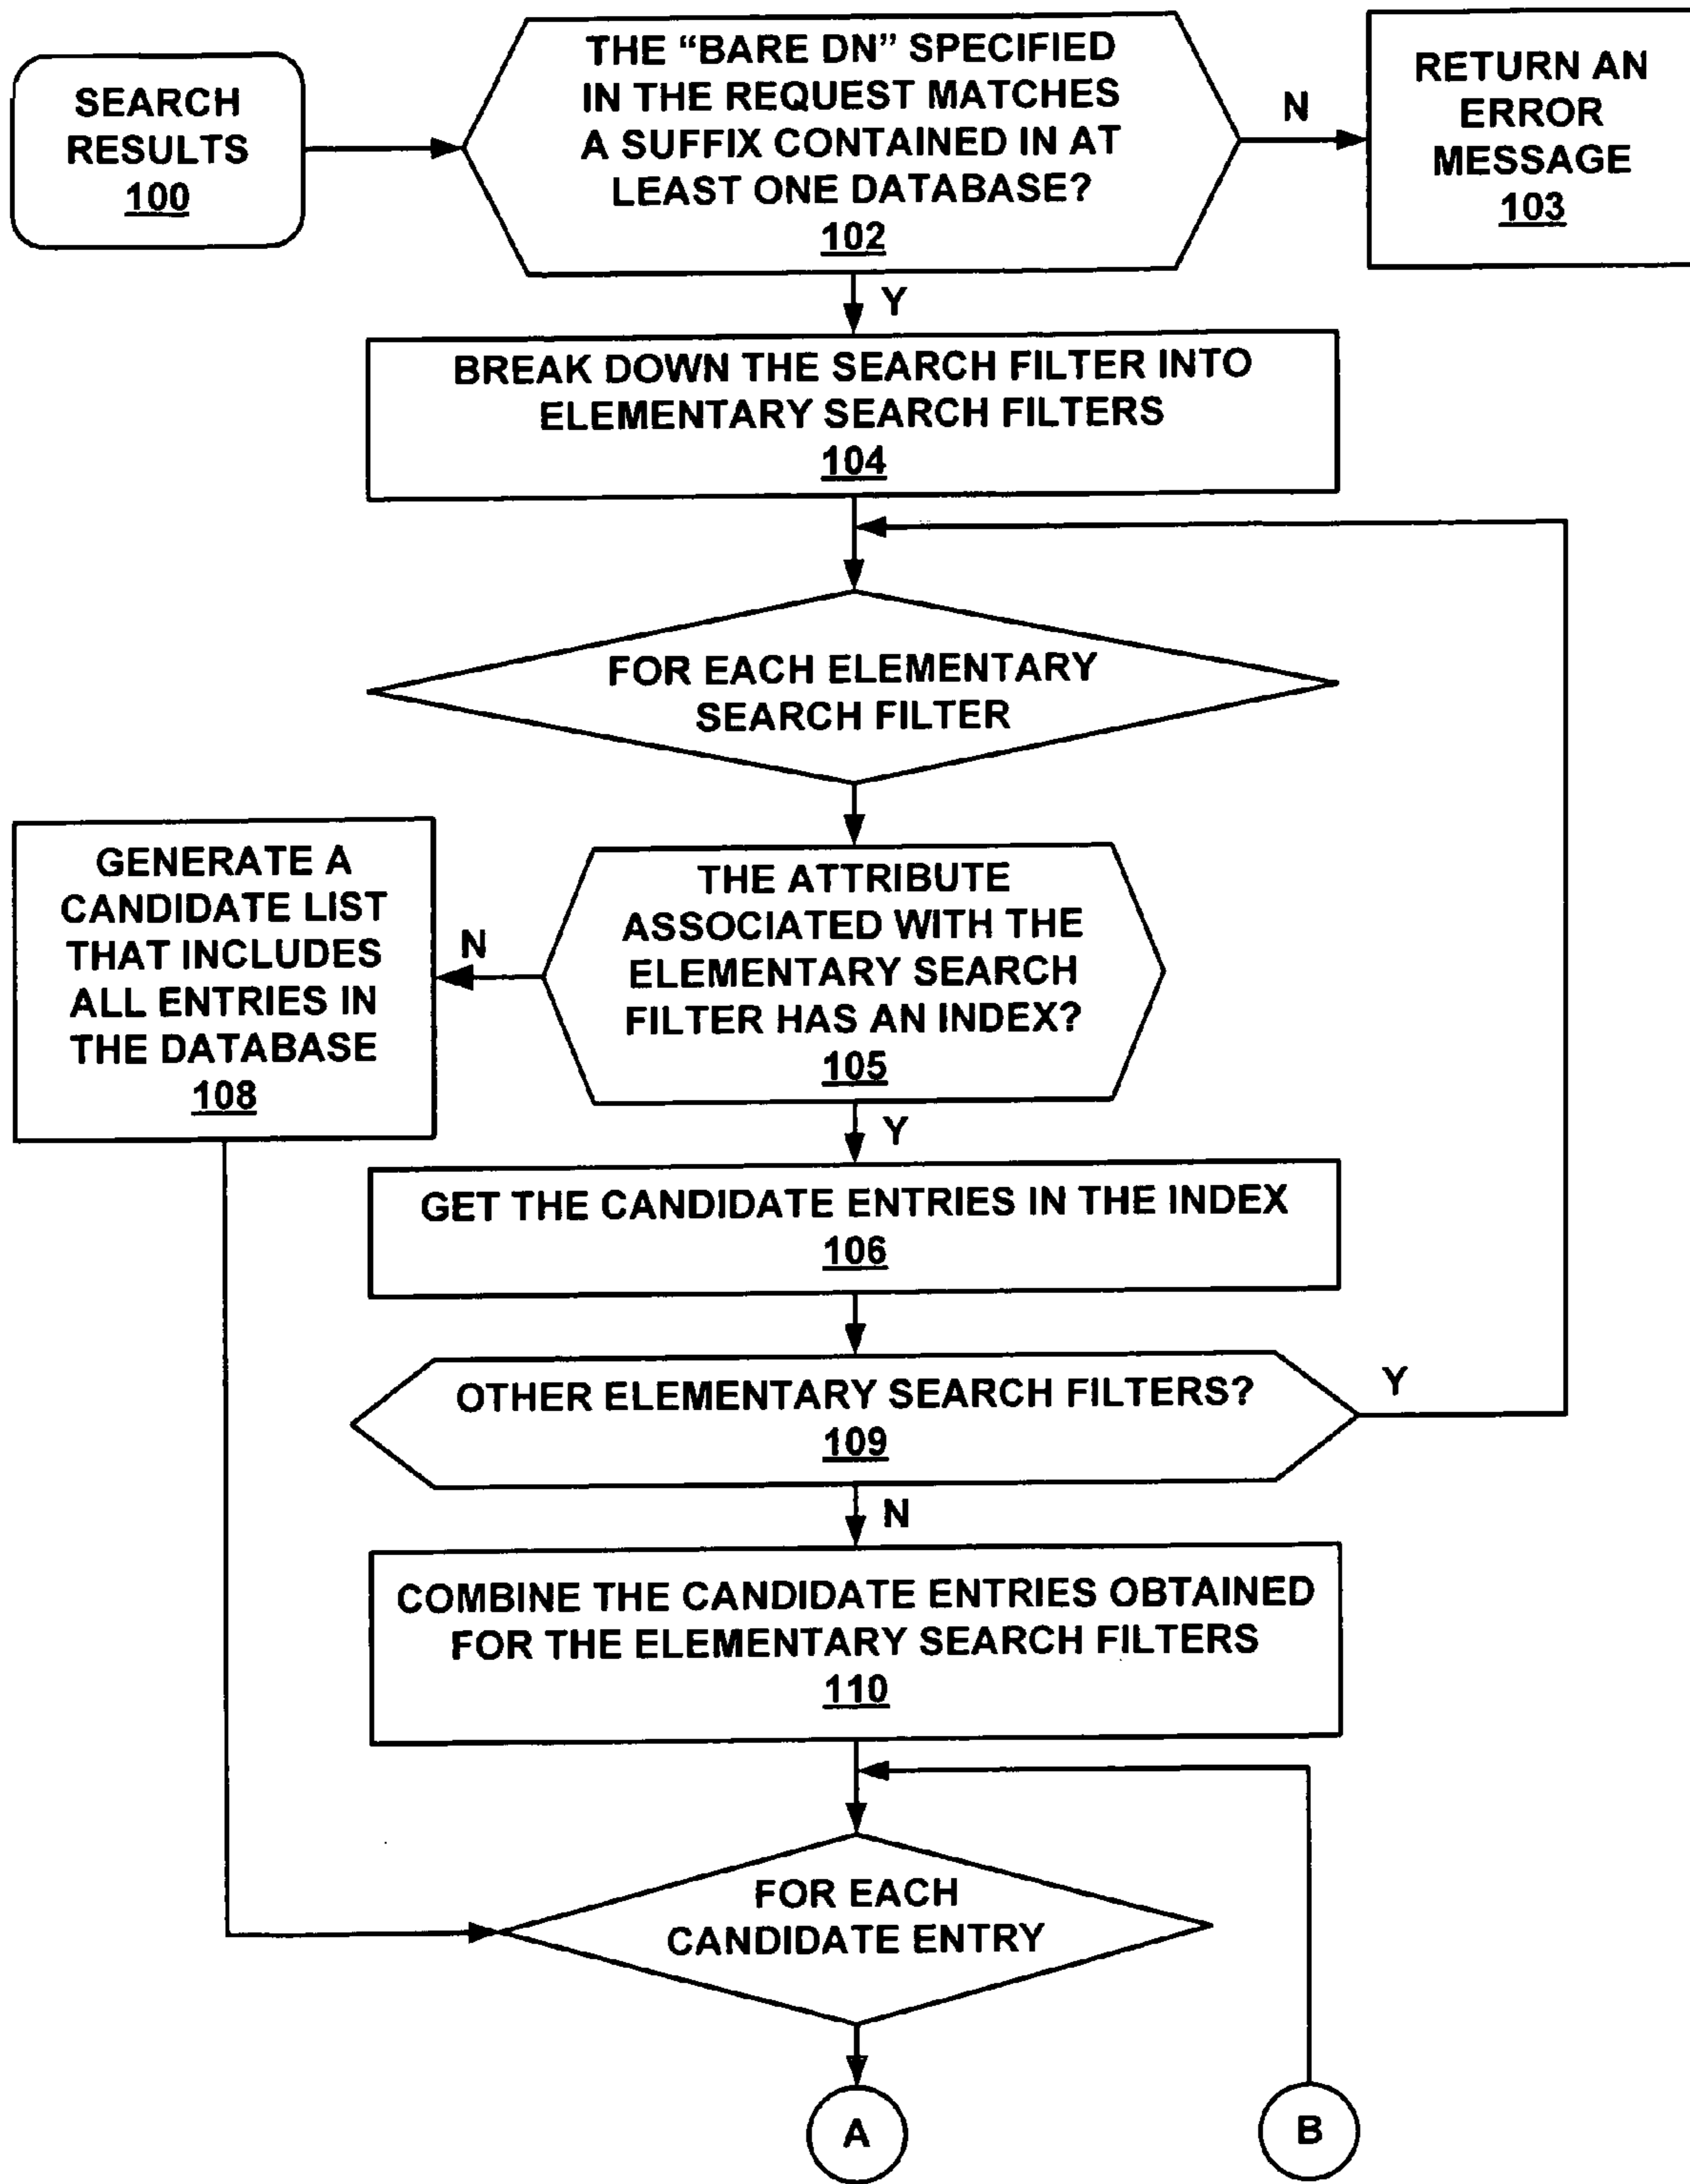 SEARCH
RESULTS
100
THE “BARE DN” SPECIFIED
IN THE REQUEST MATCHES
A SUFFIX CONTAINED IN AT
LEAST ONE DATABASE?
102
N
RETURN AN
ERROR
MESSAGE
103
Y
BREAK DOWN THE SEARCH FILTER INTO
ELEMENTARY SEARCH FILTERS
104
FOR EACH ELEMENTARY
SEARCH FILTER
GENERATE A
CANDIDATE LIST
THAT INCLUDES
ALL ENTRIES IN
THE DATABASE
108
N
THE ATTRIBUTE
ASSOCIATED WITH THE
ELEMENTARY SEARCH
FILTER HAS AN INDEX?
105
Y
GET THE CANDIDATE ENTRIES IN THE INDEX
106
OTHER ELEMENTARY SEARCH FILTERS?
109
Y
N
COMBINE THE CANDIDATE ENTRIES OBTAINED
FOR THE ELEMENTARY SEARCH FILTERS
110
FOR EACH
CANDIDATE ENTRY
A
B